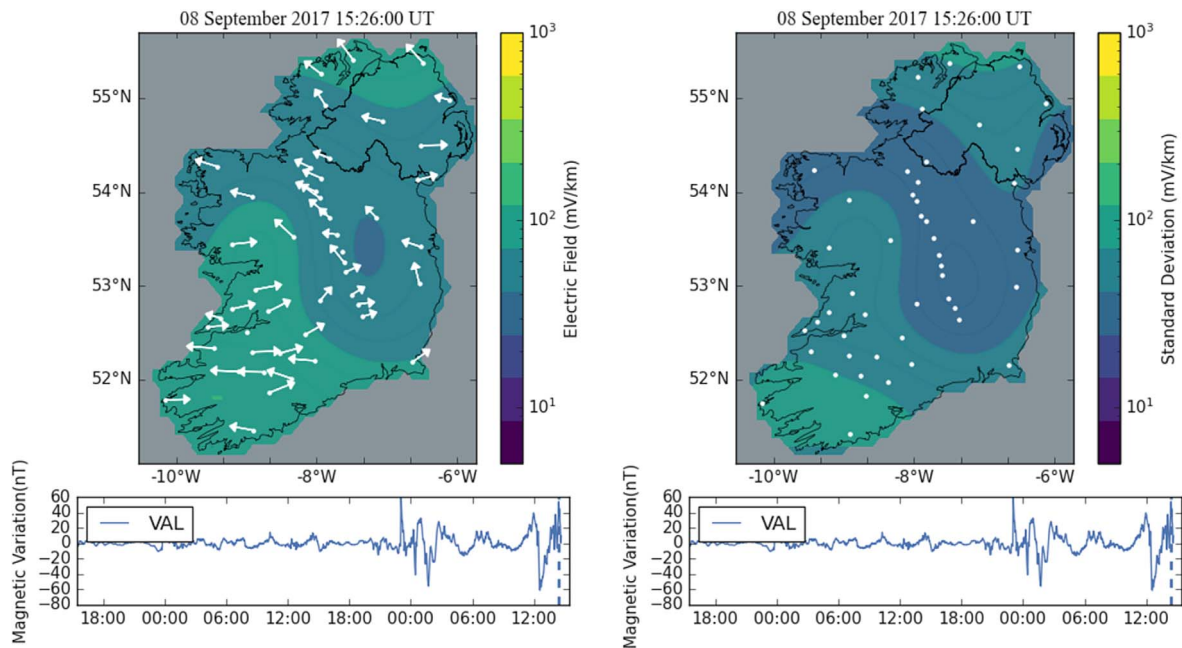 08 September 2017 15:26:00 UT
55°N
54°N
53°N
52°N
-10°W
-8°W
-6°W
10³
10²
10¹
Electric Field (mV/km)
Magnetic Variation(nT)
60
40
20
0
−20
−40
−60
−80
VAL
18:00
00:00
06:00
12:00
18:00
00:00
06:00
12:00
08 September 2017 15:26:00 UT
55°N
54°N
53°N
52°N
-10°W
-8°W
-6°W
10³
10²
10¹
Standard Deviation (mV/km)
Magnetic Variation(nT)
60
40
20
0
−20
−40
−60
−80
VAL
18:00
00:00
06:00
12:00
18:00
00:00
06:00
12:00